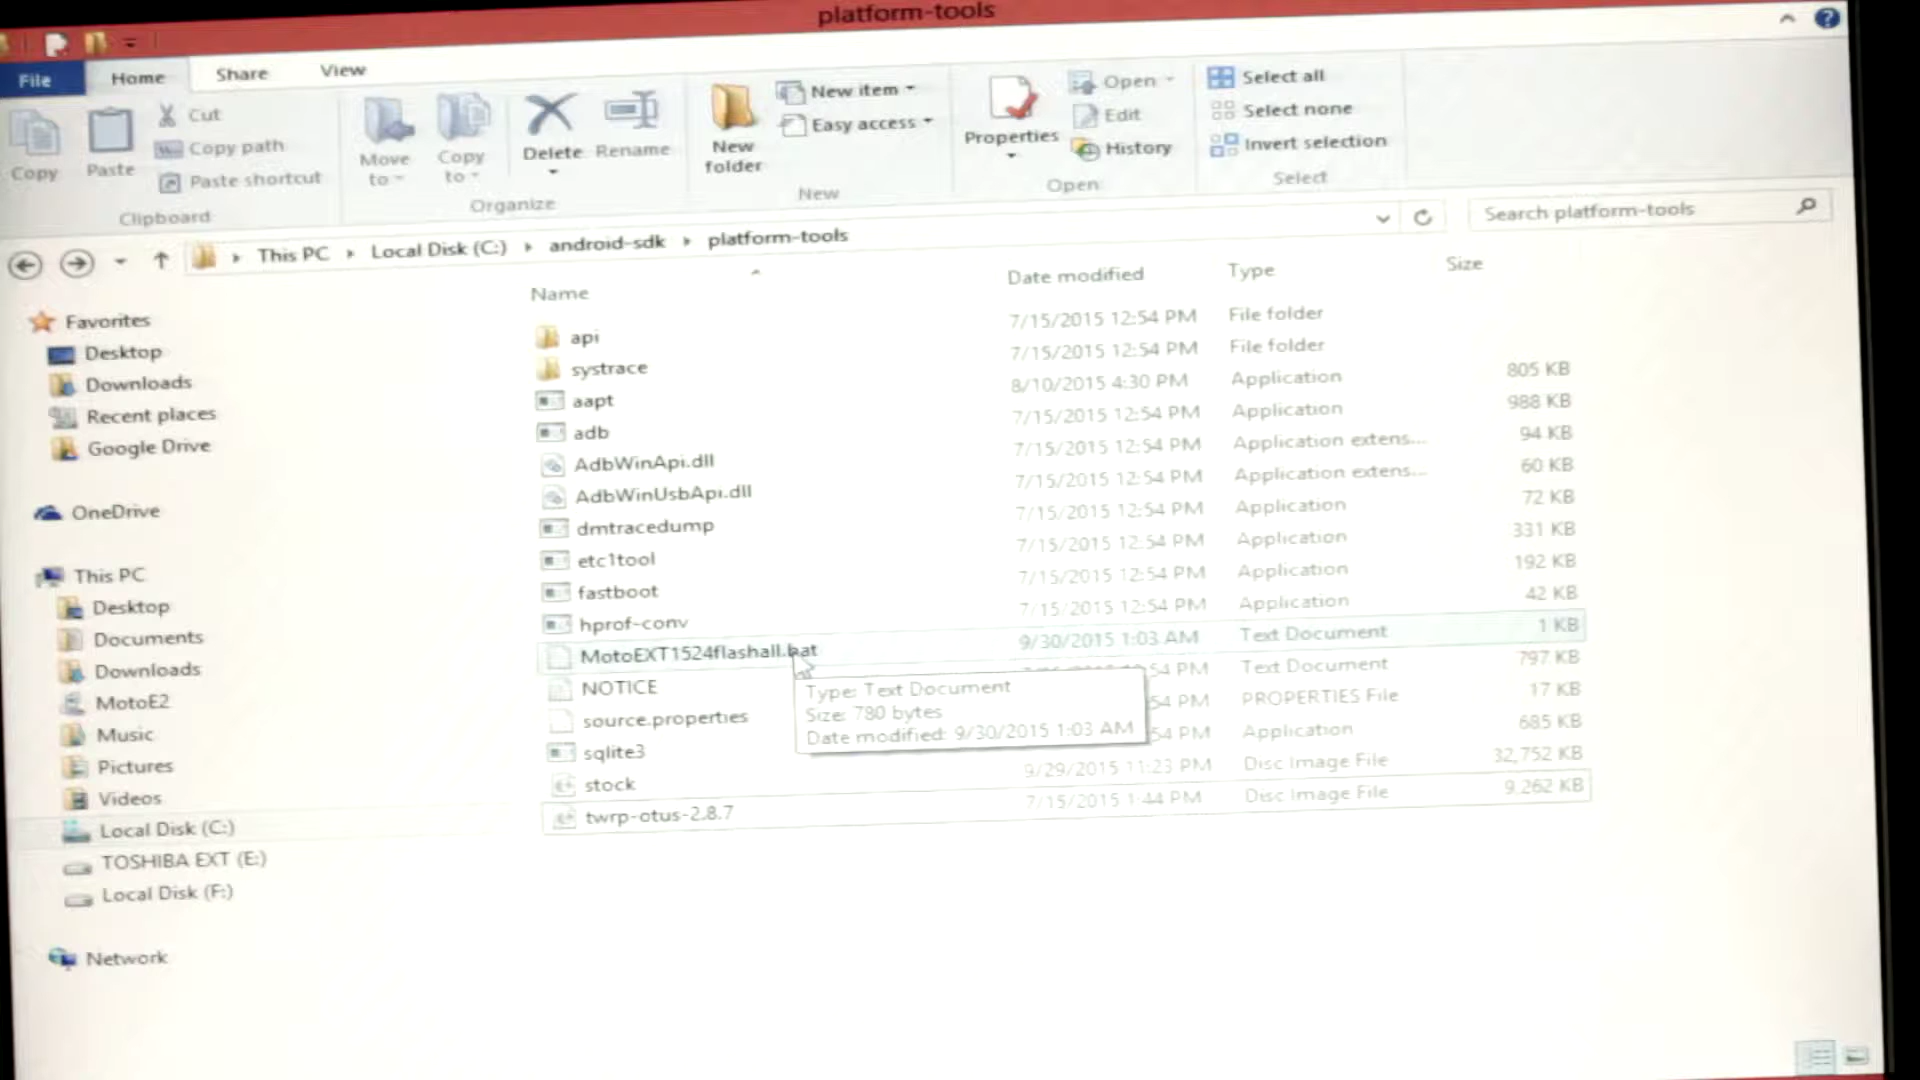 platform-tools
File Home Share View
Copy
Paste
Cut
Copy path
Paste shortcut
Clipboard
Move to
Copy to
Delete
Rename
Organize
New folder
New item
Easy access
New
Properties
Open
Edit
History
Open
Select all
Select none
Invert selection
Select
This PC Local Disk (C:) android-sdk platform-tools
Search platform-tools
Favorites
Desktop
Downloads
Recent places
Google Drive
OneDrive
This PC
Desktop
Documents
Downloads
MotoE2
Music
Pictures
Videos
Local Disk (C:)
TOSHIBA EXT (E:)
Local Disk (F:)
Network
Name Date modified Type Size
api 7/15/2015 12:54 PM File folder
systrace 7/15/2015 12:54 PM File folder
aapt 8/10/2015 4:30 PM Application 805 KB
adb 7/15/2015 12:54 PM Application 988 KB
AdbWinApi.dll 7/15/2015 12:54 PM Application extens... 94 KB
AdbWinUsbApi.dll 7/15/2015 12:54 PM Application extens... 60 KB
dmtracedump 7/15/2015 12:54 PM Application 72 KB
etc1tool 7/15/2015 12:54 PM Application 331 KB
fastboot 7/15/2015 12:54 PM Application 192 KB
hprof-conv 7/15/2015 12:54 PM Application 42 KB
MotoEXT1524flashall.bat 9/30/2015 1:03 AM Text Document 1 KB
NOTICE 54 PM Text Document 797 KB
source.properties 54 PM PROPERTIES File 17 KB
sqlite3 54 PM Application 685 KB
stock 9/29/2015 11:23 PM Disc Image File 32,752 KB
twrp-otus-2.8.7 7/15/2015 1:44 PM Disc Image File 9,262 KB
Type: Text Document
Size: 780 bytes
Date modified: 9/30/2015 1:03 AM